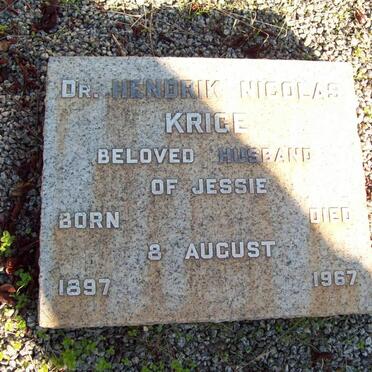 DR. HENDRIK NICOLAS
KRIGE
BELOVED HUSBAND
OF JESSIE
BORN DIED
8 AUGUST
1897 1967